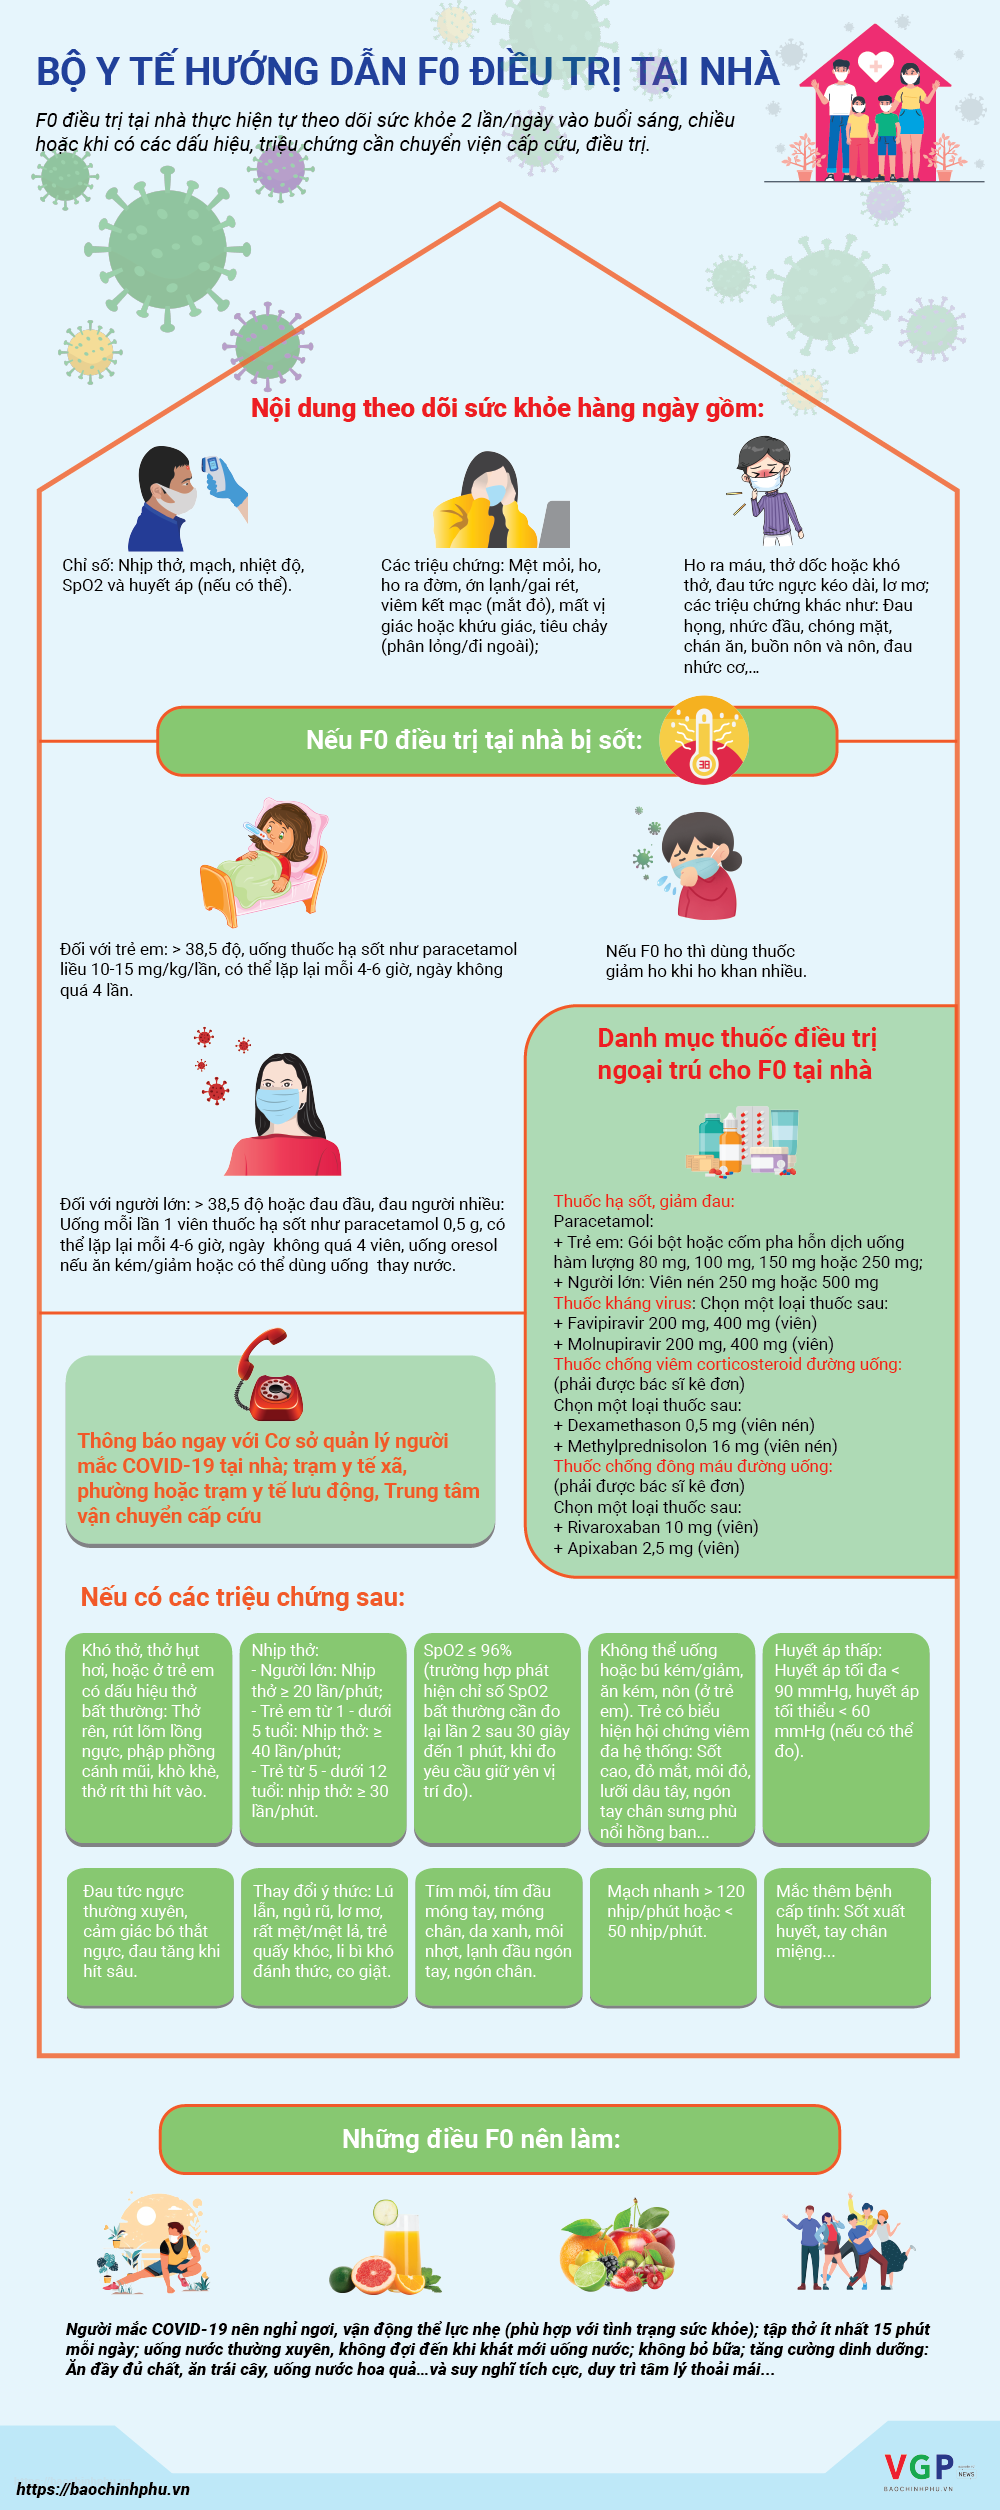 BỘ Y TẾ HƯỚNG DẪN F0 ĐIỀU TRỊ TẠI NHÀ
F0 điều trị tại nhà thực hiện tự theo dõi sức khỏe 2 lần/ngày vào buổi sáng, chiều
hoặc khi có các dấu hiệu, triệu chứng cần chuyển viện cấp cứu, điều trị.
Nội dung theo dõi sức khỏe hàng ngày gồm:
Chỉ số: Nhịp thở, mạch, nhiệt độ,
SpO2 và huyết áp (nếu có thể).
Các triệu chứng: Mệt mỏi, ho,
ho ra đờm, ớn lạnh/gai rét,
viêm kết mạc (mắt đỏ), mất vị
giác hoặc khứu giác, tiêu chảy
(phân lỏng/đi ngoài);
Ho ra máu, thở dốc hoặc khó
thở, đau tức ngực kéo dài, lơ mơ;
các triệu chứng khác như: Đau
họng, nhức đầu, chóng mặt,
chán ăn, buồn nôn và nôn, đau
nhức cơ,...
Nếu F0 điều trị tại nhà bị sốt:
38
Đối với trẻ em: > 38,5 độ, uống thuốc hạ sốt như paracetamol
liều 10-15 mg/kg/lần, có thể lặp lại mỗi 4-6 giờ, ngày không
quá 4 lần.
Nếu F0 ho thì dùng thuốc
giảm ho khi ho khan nhiều.
Đối với người lớn: > 38,5 độ hoặc đau đầu, đau người nhiều:
Uống mỗi lần 1 viên thuốc hạ sốt như paracetamol 0,5 g, có
thể lặp lại mỗi 4-6 giờ, ngày không quá 4 viên, uống oresol
nếu ăn kém/giảm hoặc có thể dùng uống thay nước.
Danh mục thuốc điều trị
ngoại trú cho F0 tại nhà
Thuốc hạ sốt, giảm đau:
Paracetamol:
+ Trẻ em: Gói bột hoặc cốm pha hỗn dịch uống
hàm lượng 80 mg, 100 mg, 150 mg hoặc 250 mg;
+ Người lớn: Viên nén 250 mg hoặc 500 mg
Thuốc kháng virus: Chọn một loại thuốc sau:
+ Favipiravir 200 mg, 400 mg (viên)
+ Molnupiravir 200 mg, 400 mg (viên)
Thuốc chống viêm corticosteroid đường uống:
(phải được bác sĩ kê đơn)
Chọn một loại thuốc sau:
+ Dexamethason 0,5 mg (viên nén)
+ Methylprednisolon 16 mg (viên nén)
Thuốc chống đông máu đường uống:
(phải được bác sĩ kê đơn)
Chọn một loại thuốc sau:
+ Rivaroxaban 10 mg (viên)
+ Apixaban 2,5 mg (viên)
Thông báo ngay với Cơ sở quản lý người
mắc COVID-19 tại nhà; trạm y tế xã,
phường hoặc trạm y tế lưu động, Trung tâm
vận chuyển cấp cứu
Nếu có các triệu chứng sau:
Khó thở, thở hụt
hơi, hoặc ở trẻ em
có dấu hiệu thở
bất thường: Thở
rên, rút lõm lồng
ngực, phập phồng
cánh mũi, khò khè,
thở rít thì hít vào.
Nhịp thở:
- Người lớn: Nhịp
thở ≥ 20 lần/phút;
- Trẻ em từ 1 - dưới
5 tuổi: Nhịp thở: ≥
40 lần/phút;
- Trẻ từ 5 - dưới 12
tuổi: nhịp thở: ≥ 30
lần/phút.
SpO2 ≤ 96%
(trường hợp phát
hiện chỉ số SpO2
bất thường cần đo
lại lần 2 sau 30 giây
đến 1 phút, khi đo
yêu cầu giữ yên vị
trí đo).
Không thể uống
hoặc bú kém/giảm,
ăn kém, nôn (ở trẻ
em). Trẻ có biểu
hiện hội chứng viêm
đa hệ thống: Sốt
cao, đỏ mắt, môi đỏ,
lưỡi dâu tây, ngón
tay chân sưng phù
nổi hồng ban...
Huyết áp thấp:
Huyết áp tối đa <
90 mmHg, huyết áp
tối thiểu < 60
mmHg (nếu có thể
đo).
Đau tức ngực
thường xuyên,
cảm giác bó thắt
ngực, đau tăng khi
hít sâu.
Thay đổi ý thức: Lú
lẫn, ngủ rũ, lơ mơ,
rất mệt/mệt lả, trẻ
quấy khóc, li bì khó
đánh thức, co giật.
Tím môi, tím đầu
móng tay, móng
chân, da xanh, môi
nhợt, lạnh đầu ngón
tay, ngón chân.
Mạch nhanh > 120
nhịp/phút hoặc <
50 nhịp/phút.
Mắc thêm bệnh
cấp tính: Sốt xuất
huyết, tay chân
miệng...
Những điều F0 nên làm:
Người mắc COVID-19 nên nghỉ ngơi, vận động thể lực nhẹ (phù hợp với tình trạng sức khỏe); tập thở ít nhất 15 phút
mỗi ngày; uống nước thường xuyên, không đợi đến khi khát mới uống nước; không bỏ bữa; tăng cường dinh dưỡng:
Ăn đầy đủ chất, ăn trái cây, uống nước hoa quả...và suy nghĩ tích cực, duy trì tâm lý thoải mái...
https://baochinhphu.vn
VGP
NEWS
BAOCHINHPHU.VN